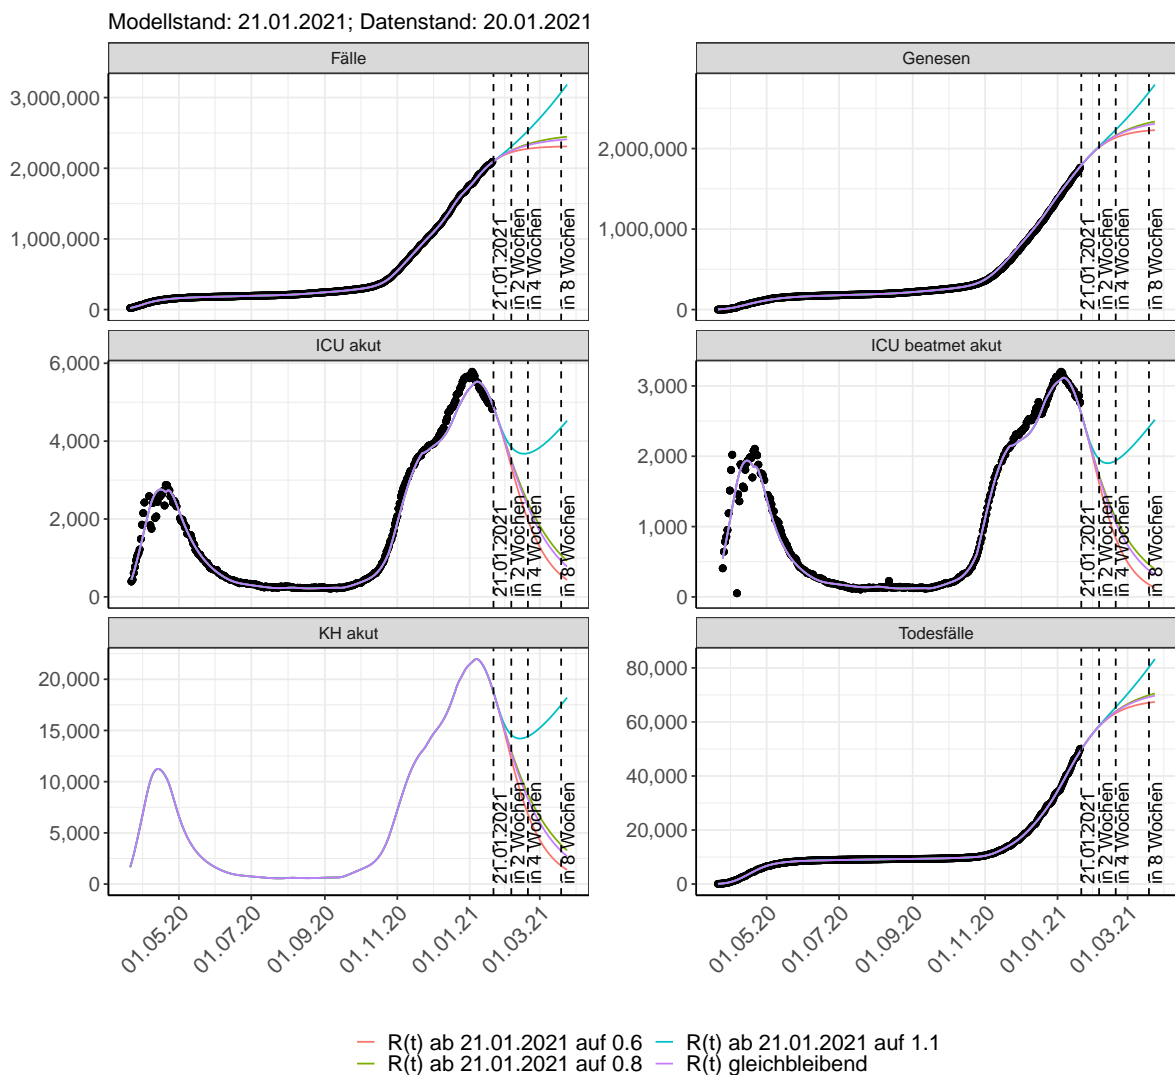 Modellstand: 21.01.2021; Datenstand: 20.01.2021
Fälle
3,000,000
2,000,000
1,000,000
0
21.01.2021
in 2 Wochen
in 4 Wochen
in 8 Wochen
Genesen
2,000,000
1,000,000
0
21.01.2021
in 2 Wochen
in 4 Wochen
in 8 Wochen
ICU akut
6,000
4,000
2,000
0
21.01.2021
in 2 Wochen
in 4 Wochen
in 8 Wochen
ICU beatmet akut
3,000
2,000
1,000
0
21.01.2021
in 2 Wochen
in 4 Wochen
in 8 Wochen
KH akut
20,000
15,000
10,000
5,000
0
21.01.2021
in 2 Wochen
in 4 Wochen
in 8 Wochen
01.05.20
01.07.20
01.09.20
01.11.20
01.01.21
01.03.21
Todesfälle
80,000
60,000
40,000
20,000
0
21.01.2021
in 2 Wochen
in 4 Wochen
in 8 Wochen
01.05.20
01.07.20
01.09.20
01.11.20
01.01.21
01.03.21
R(t) ab 21.01.2021 auf 0.6
R(t) ab 21.01.2021 auf 1.1
R(t) ab 21.01.2021 auf 0.8
R(t) gleichbleibend